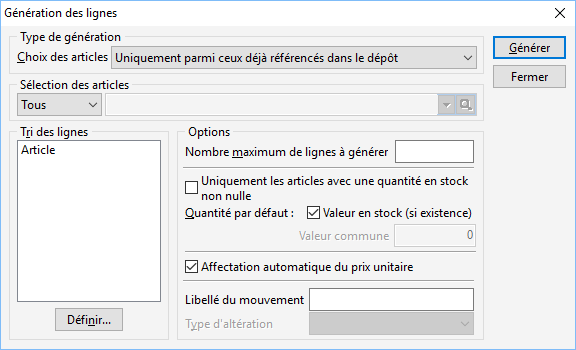 Génération des lignes
Type de génération
Choix des articles
Uniquement parmi ceux déjà référencés dans le dépôt
Générer
Fermer
Sélection des articles
Tous
Tri des lignes
Article
Définir...
Options
Nombre maximum de lignes à générer
Uniquement les articles avec une quantité en stock
non nulle
Quantité par défaut :
Valeur en stock (si existence)
Valeur commune
0
Affectation automatique du prix unitaire
Libellé du mouvement
Type d'altération